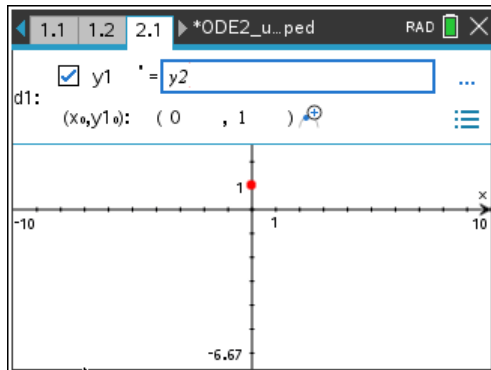 1.1 1.2 2.1 *ODE2_u...ped RAD
y1 '= y2 ...
d1:
(x₀,y1₀): ( 0 , 1 )
1 x
-10 1 10
-6.67